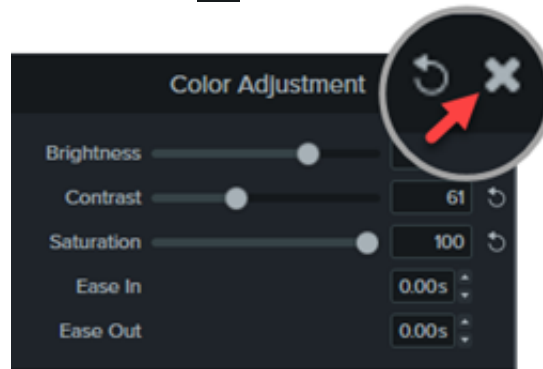 Color Adjustment
Brightness
Contrast 61
Saturation 100
Ease In 0.00s
Ease Out 0.00s